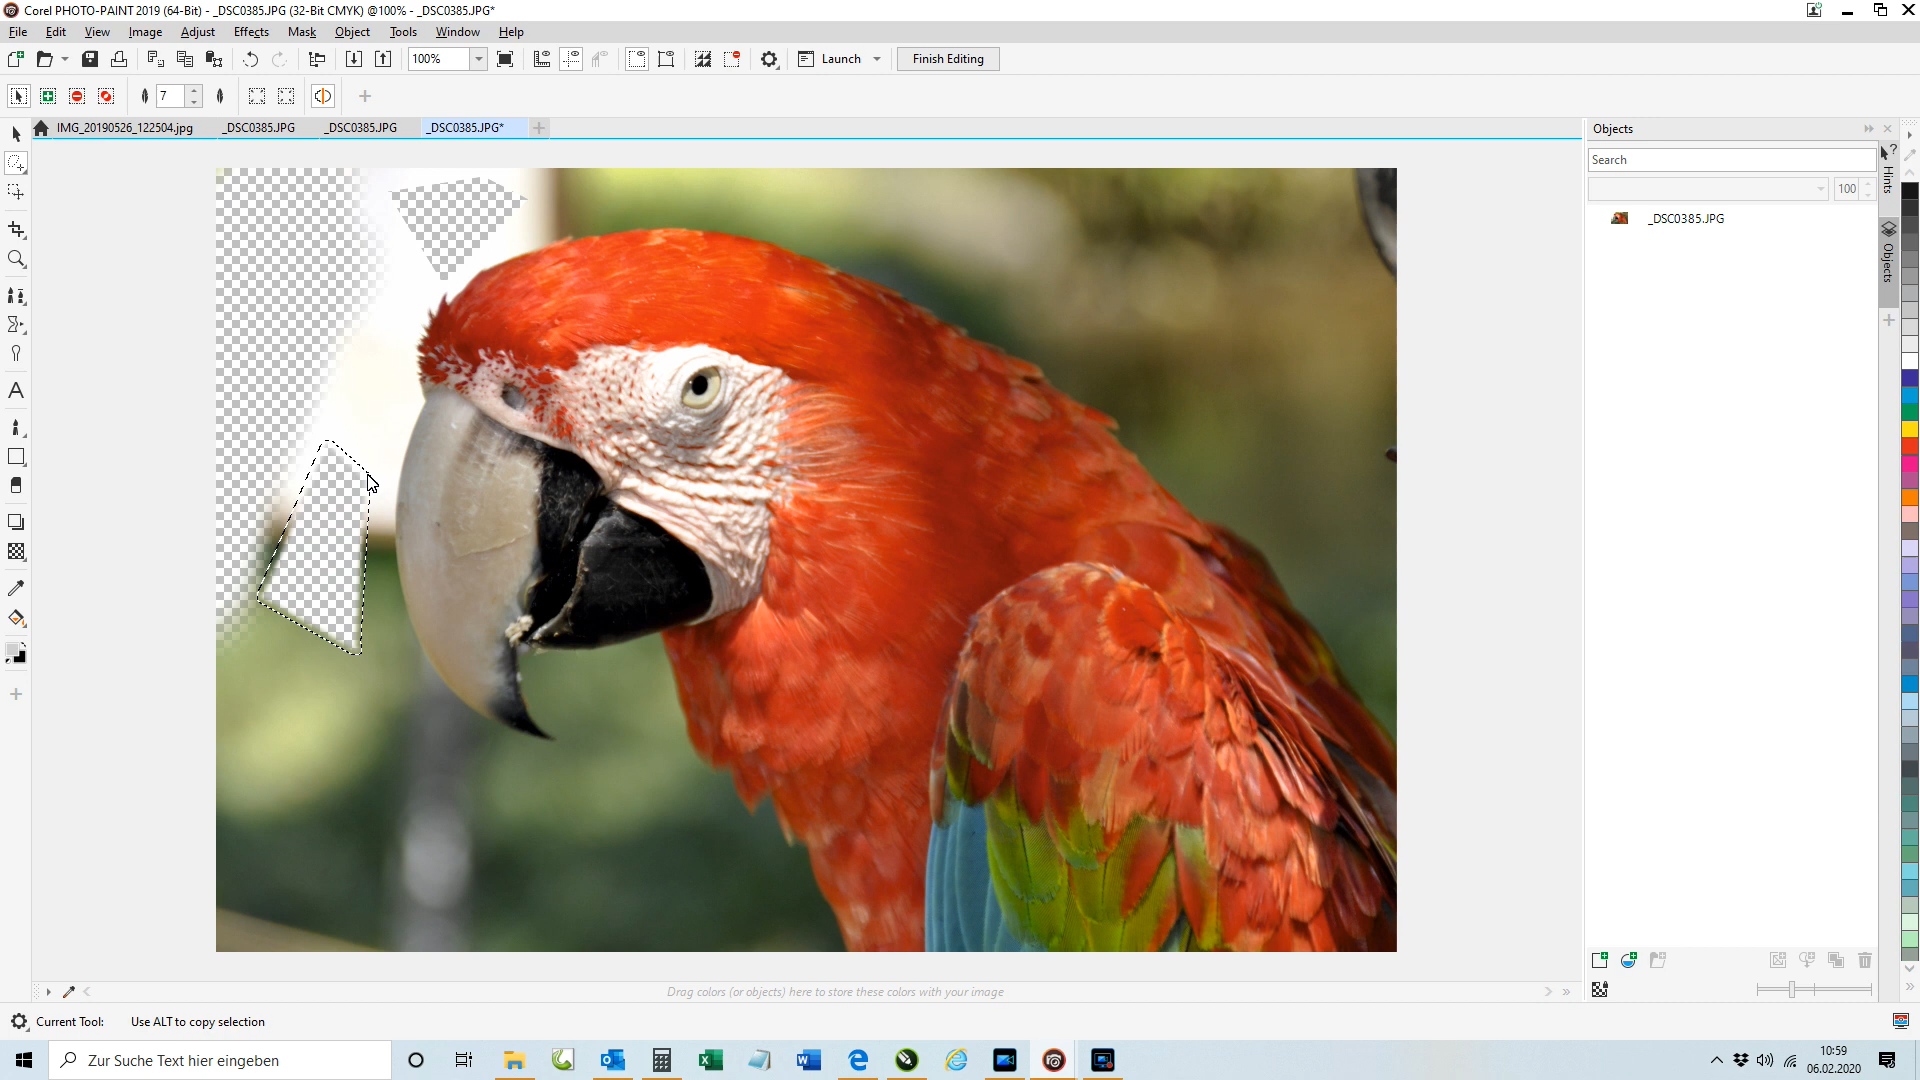 Corel PHOTO-PAINT 2019 (64-Bit) - _DSC0385.JPG (32-Bit CMYK) @100% - _DSC0385.JPG*
File Edit View Image Adjust Effects Mask Object Tools Window Help
100% Launch Finish Editing
7
IMG_20190526_122504.jpg _DSC0385.JPG _DSC0385.JPG _DSC0385.JPG*
Objects
Search
100
_DSC0385.JPG
Hints
Objects
Drag colors (or objects) here to store these colors with your image
Current Tool: Use ALT to copy selection
Zur Suche Text hier eingeben
10:59
06.02.2020